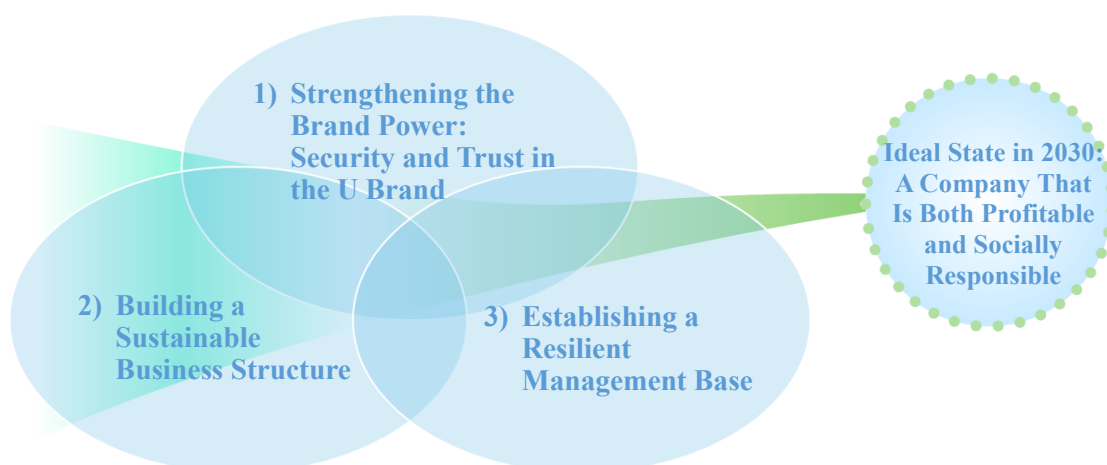 1) Strengthening the
Brand Power:
Security and Trust in
the U Brand
2) Building a
Sustainable
Business Structure
3) Establishing a
Resilient
Management Base
Ideal State in 2030:
A Company That
Is Both Profitable
and Socially
Responsible